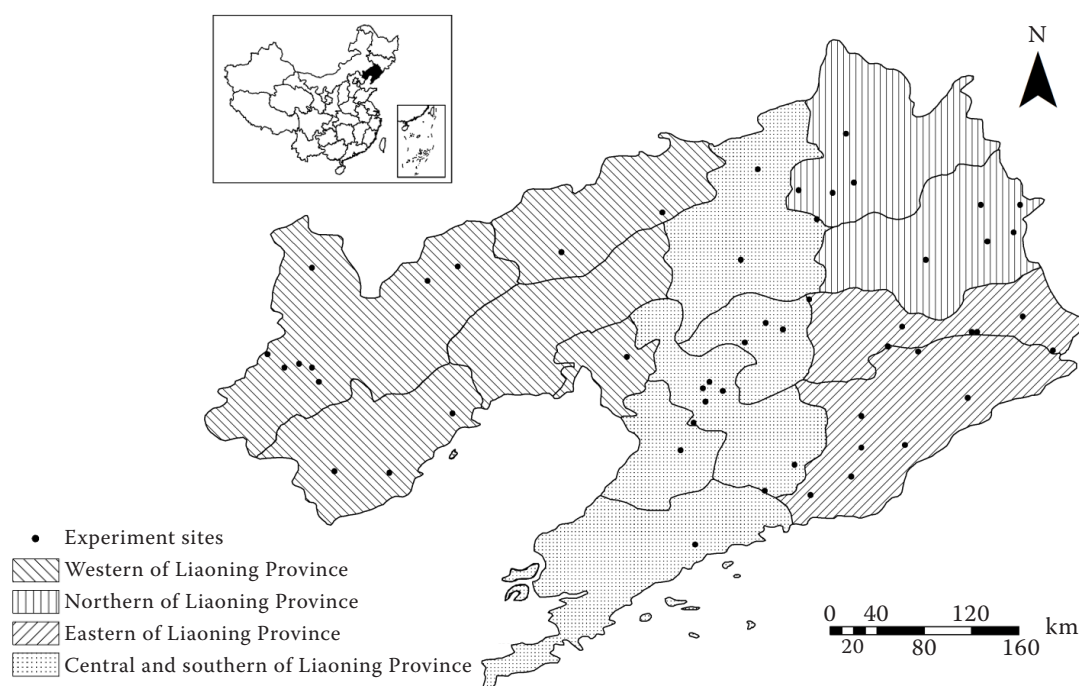 N
Experiment sites
Western of Liaoning Province
Northern of Liaoning Province
Eastern of Liaoning Province
Central and southern of Liaoning Province
0 40 120
km
20 80 160